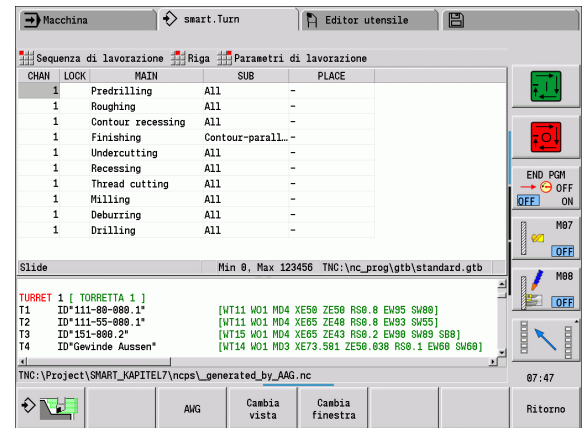 Macchina smart.Turn Editor utensile
Sequenza di lavorazione Riga Parametri di lavorazione
CHAN LOCK MAIN SUB PLACE
1 Predrilling All -
1 Roughing All -
1 Contour recessing All -
1 Finishing Contour-parall… -
1 Undercutting All -
1 Recessing All -
1 Thread cutting All -
1 Milling All -
1 Deburring All -
1 Drilling All -
Slide Min 0, Max 123456 TNC:\nc_prog\gtb\standard.gtb
TURRET 1 [ TORRETTA 1 ]
T1 ID"111-80-080.1" [WT11 WO1 MD4 XE50 ZE50 RS0.8 EW95 SW80]
T2 ID"111-55-080.1" [WT11 WO1 MD4 XE65 ZE48 RS0.8 EW93 SW55]
T3 ID"151-800.2" [WT15 WO1 MD4 XE65 ZE43 RS0.2 EW90 SW89 SB8]
T4 ID"Gewinde Aussen" [WT14 WO1 MD3 XE73.581 ZE50.038 RS0.1 EW60 SW60]
TNC:\Project\SMART_KAPITEL7\ncps\_generated_by_AAG.nc
END PGM
OFF
OFF ON
M07
OFF
M08
OFF
07:47
AWG
Cambia vista
Cambia finestra
Ritorno